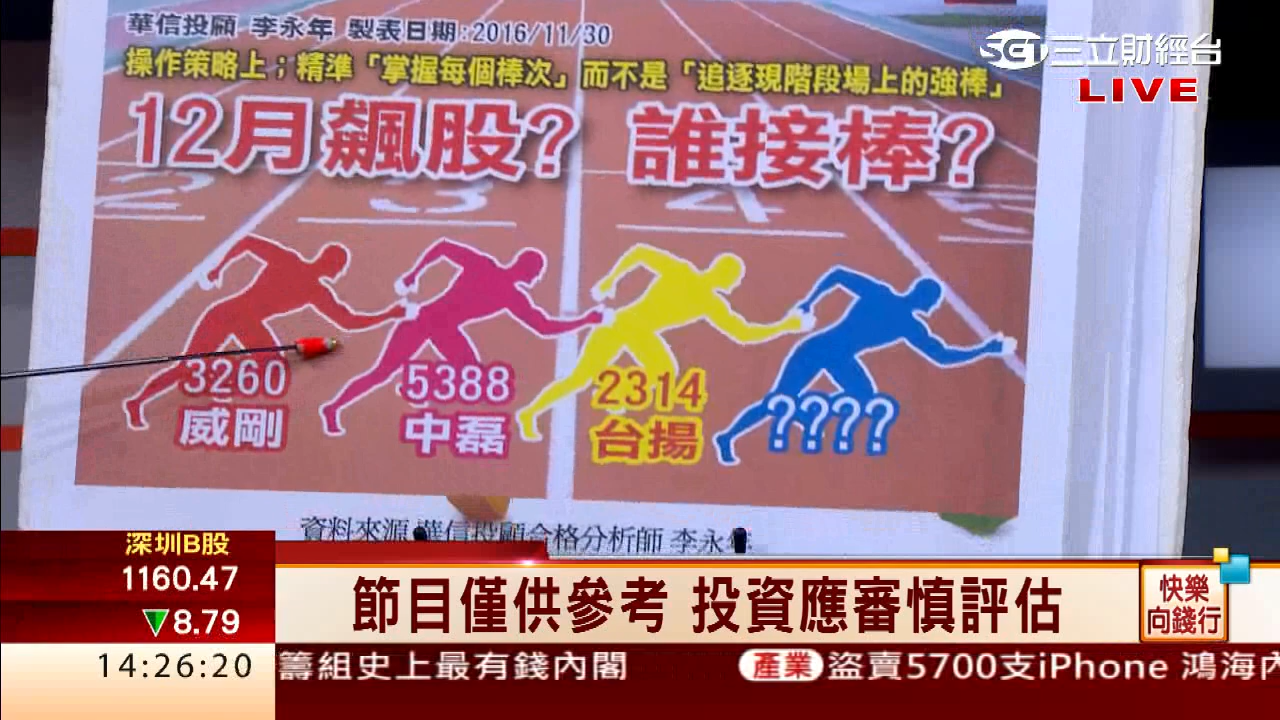 華信投顧 李永年 製表日期:2016/11/30
操作策略上；精準「掌握每個棒次」而不是「追逐現階段場上的強棒」
12月飆股? 誰接棒?
SET三立財經台
LIVE
2 3 4 5
3260
威剛
5388
中磊
2314
台揚
????
資料來源 華信投顧合格分析師 李永年
深圳B股
1160.47
▼8.79
14:26:20
節目僅供參考 投資應審慎評估
快樂
向錢行
籌組史上最有錢內閣
產業 盜賣5700支iPhone 鴻海內